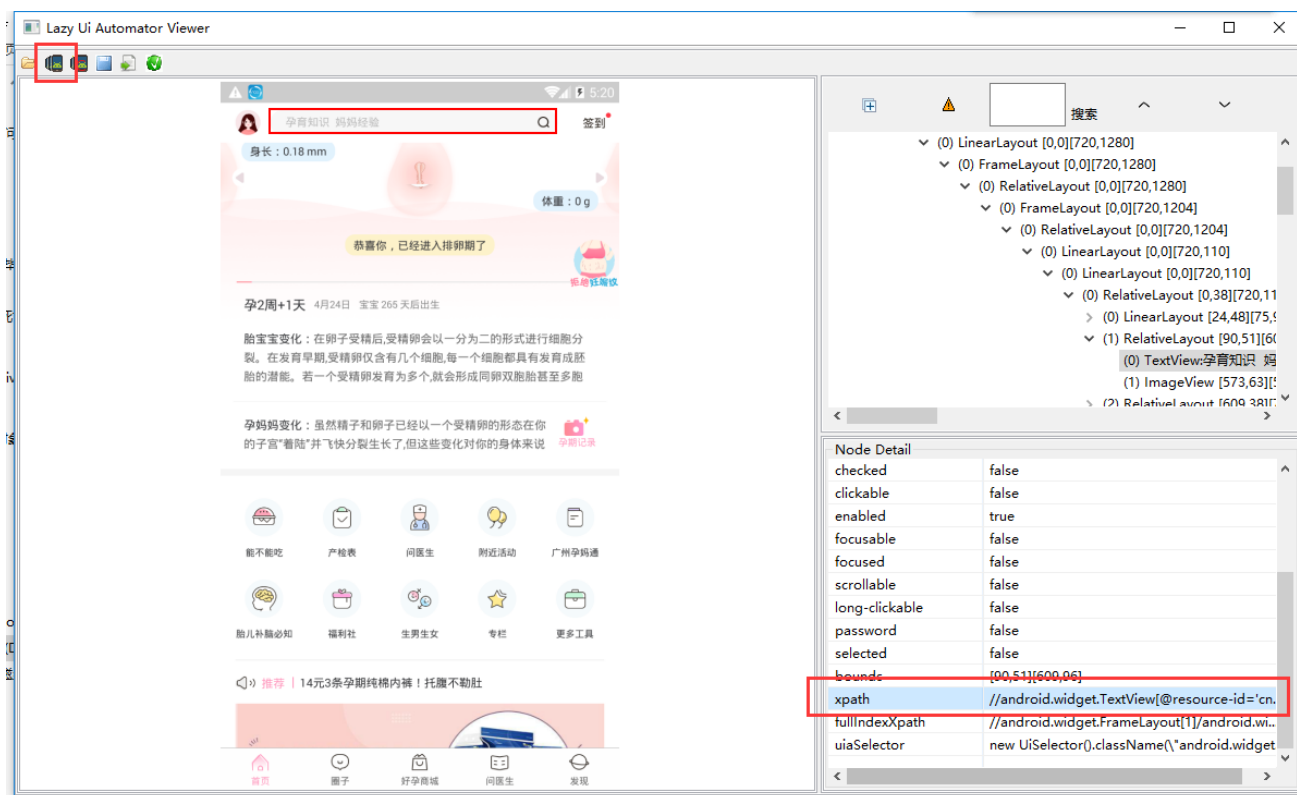 Lazy Ui Automator Viewer
5:20
孕育知识 妈妈经验
签到
身长：0.18 mm
体重：0 g
恭喜你，已经进入排卵期了
孕2周+1天 4月24日 宝宝 265 天后出生
胎宝宝变化：在卵子受精后,受精卵会以一分为二的形式进行细胞分
裂。在发育早期,受精卵仅含有几个细胞,每一个细胞都具有发育成胚
胎的潜能。若一个受精卵发育为多个,就会形成同卵双胞胎甚至多胞
孕妈妈变化：虽然精子和卵子已经以一个受精卵的形态在你
的子宫"着陆"并飞快分裂生长了,但这些变化对你的身体来说
孕期记录
能不能吃 产检表 问医生 附近活动 广州孕妈通
胎儿补脑必知 福利社 生男生女 专栏 更多工具
推荐 14元3条孕期纯棉内裤！托腹不勒肚
首页 圈子 好孕商城 问医生 发现
搜索
(0) LinearLayout [0,0][720,1280]
(0) FrameLayout [0,0][720,1280]
(0) RelativeLayout [0,0][720,1280]
(0) FrameLayout [0,0][720,1204]
(0) RelativeLayout [0,0][720,1204]
(0) LinearLayout [0,0][720,110]
(0) LinearLayout [0,0][720,110]
(0) RelativeLayout [0,38][720,11
(0) LinearLayout [24,48][75,9
(1) RelativeLayout [90,51][60
(0) TextView:孕育知识 妈
(1) ImageView [573,63][5
(2) RelativeLayout [609,38][7
Node Detail
checked false
clickable false
enabled true
focusable false
focused false
scrollable false
long-clickable false
password false
selected false
bounds [90,51][609,96]
xpath //android.widget.TextView[@resource-id='cn.
fullIndexXpath //android.widget.FrameLayout[1]/android.wi...
uiaSelector new UiSelector().className(\"android.widget